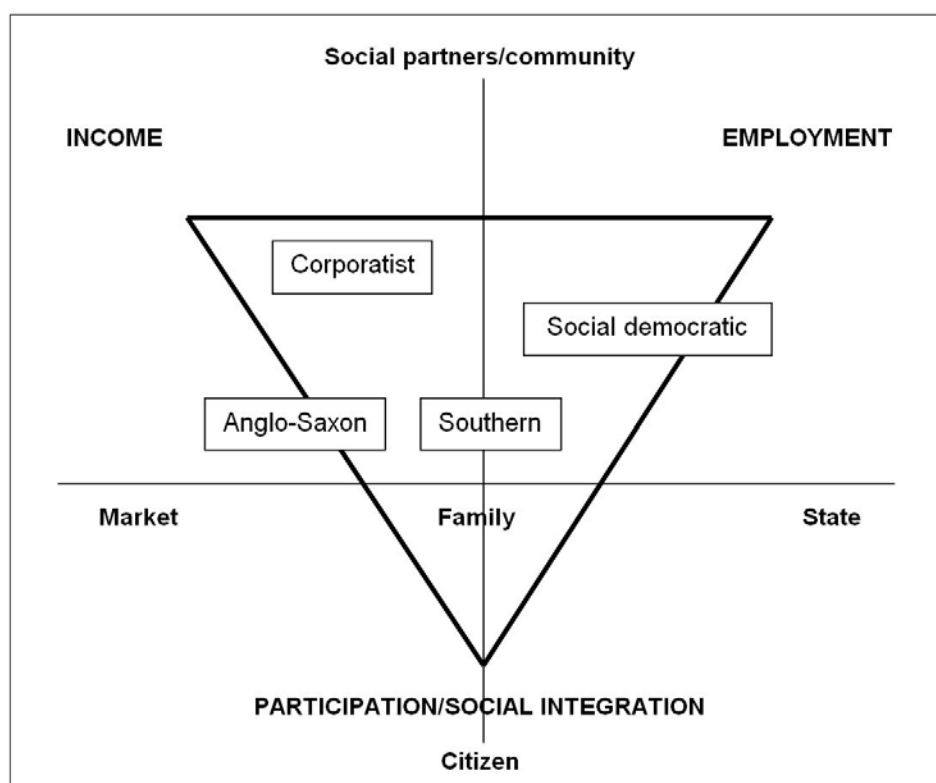 Social partners/community
INCOME
EMPLOYMENT
Corporatist
Social democratic
Anglo-Saxon
Southern
Market
Family
State
PARTICIPATION/SOCIAL INTEGRATION
Citizen